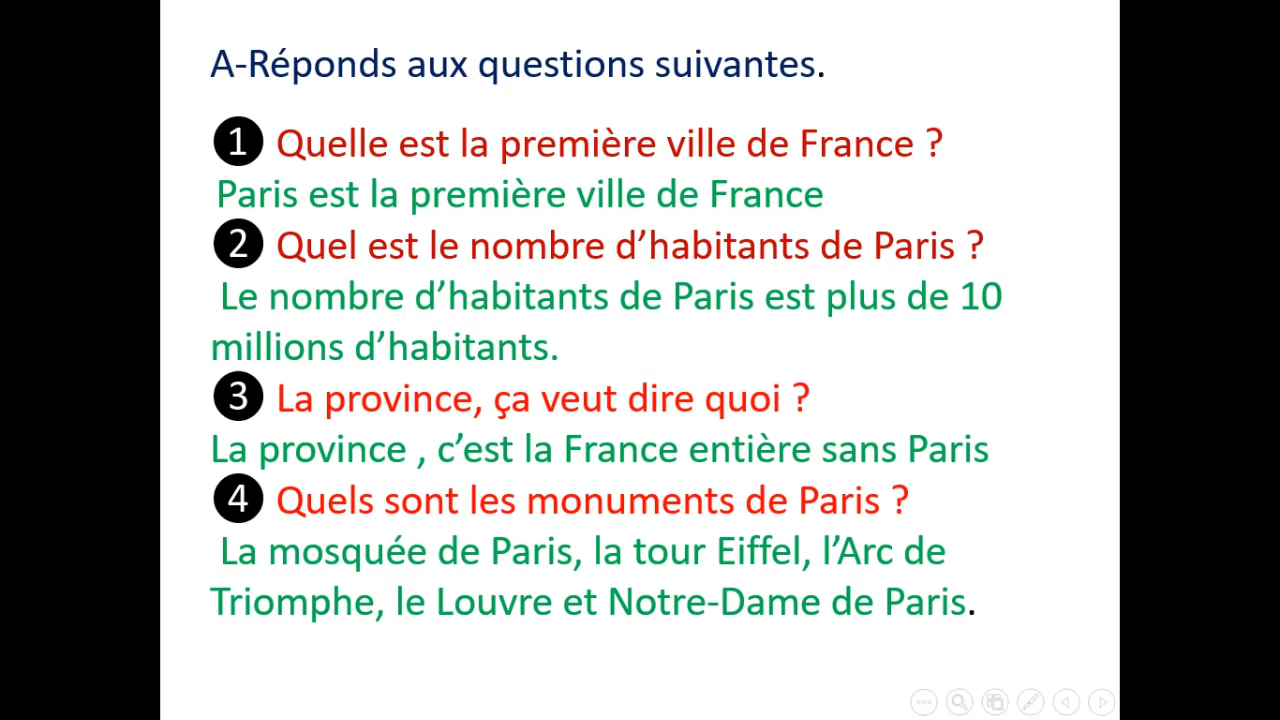 A-Réponds aux questions suivantes.
❶ Quelle est la première ville de France ?
Paris est la première ville de France
❷ Quel est le nombre d’habitants de Paris ?
Le nombre d’habitants de Paris est plus de 10
millions d’habitants.
❸ La province, ça veut dire quoi ?
La province , c’est la France entière sans Paris
❹ Quels sont les monuments de Paris ?
La mosquée de Paris, la tour Eiffel, l’Arc de
Triomphe, le Louvre et Notre-Dame de Paris.